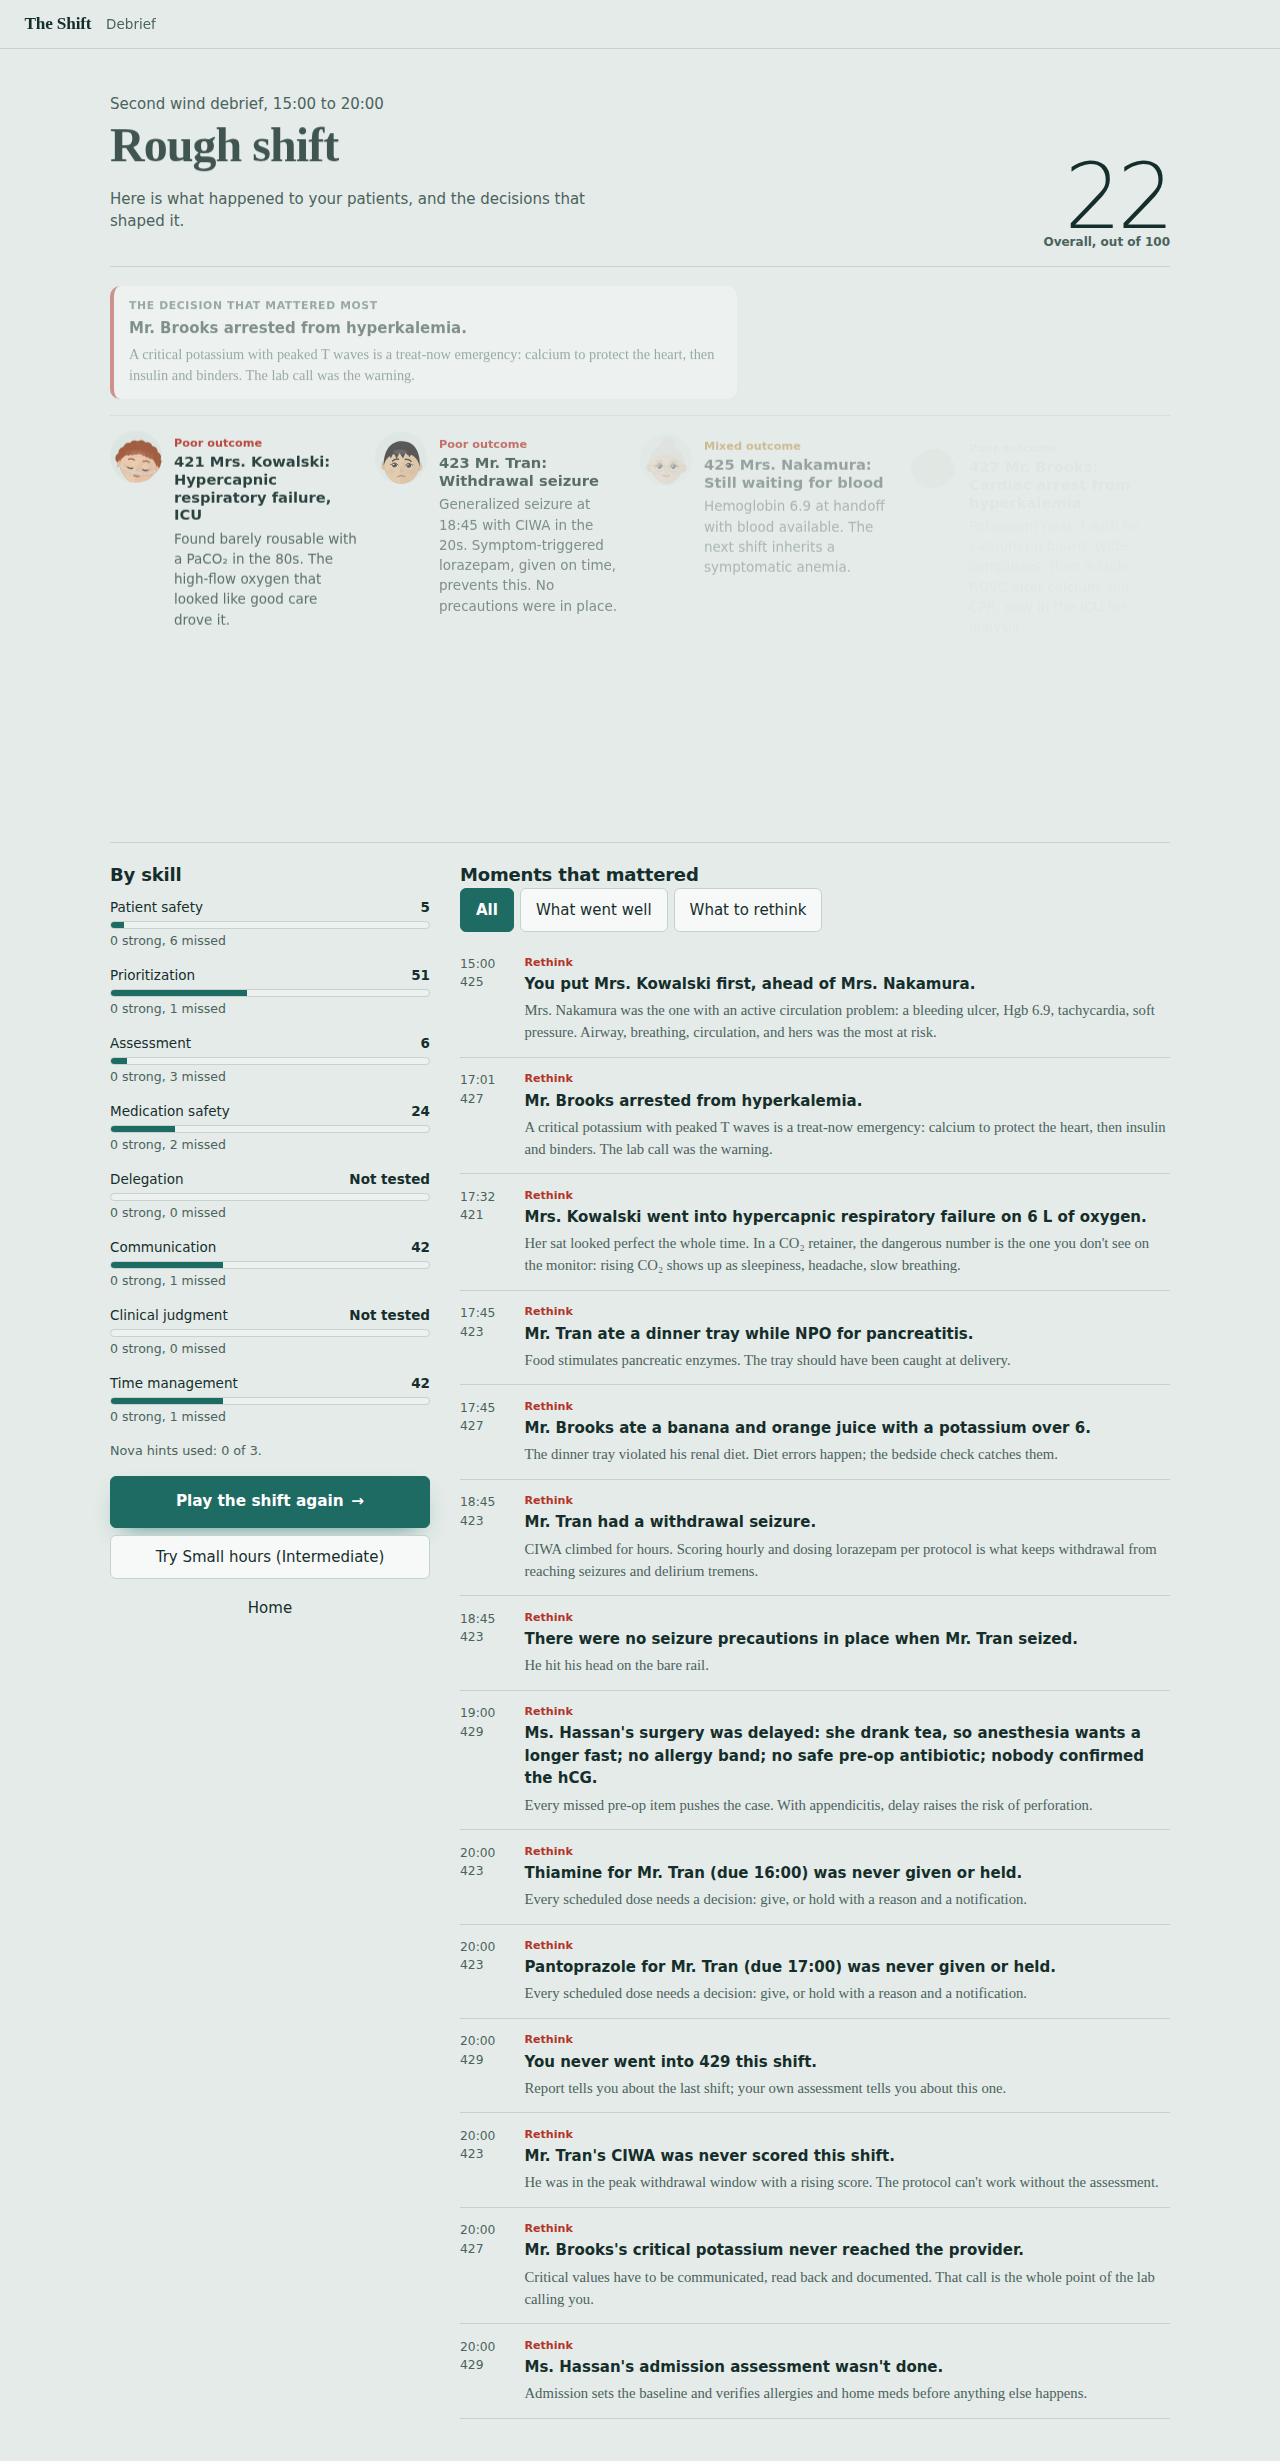 The Shift Debrief
Second wind debrief, 15:00 to 20:00
Rough shift
Here is what happened to your patients, and the decisions that
shaped it.
22
Overall, out of 100
THE DECISION THAT MATTERED MOST
Mr. Brooks arrested from hyperkalemia.
A critical potassium with peaked T waves is a treat-now emergency: calcium to protect the heart, then
insulin and binders. The lab call was the warning.
Poor outcome
421 Mrs. Kowalski:
Hypercapnic
respiratory failure,
ICU
Found barely rousable with
a PaCO₂ in the 80s. The
high-flow oxygen that
looked like good care
drove it.
Poor outcome
423 Mr. Tran:
Withdrawal seizure
Generalized seizure at
18:45 with CIWA in the
20s. Symptom-triggered
lorazepam, given on time,
prevents this. No
precautions were in place.
Mixed outcome
425 Mrs. Nakamura:
Still waiting for blood
Hemoglobin 6.9 at handoff
with blood available. The
next shift inherits a
symptomatic anemia.
Poor outcome
427 Mr. Brooks:
Cardiac arrest from
hyperkalemia
By skill
Patient safety 5
0 strong, 6 missed
Prioritization 51
0 strong, 1 missed
Assessment 6
0 strong, 3 missed
Medication safety 24
0 strong, 2 missed
Delegation Not tested
0 strong, 0 missed
Communication 42
0 strong, 1 missed
Clinical judgment Not tested
0 strong, 0 missed
Time management 42
0 strong, 1 missed
Nova hints used: 0 of 3.
Play the shift again →
Try Small hours (Intermediate)
Home
Moments that mattered
All What went well What to rethink
15:00 Rethink
425 You put Mrs. Kowalski first, ahead of Mrs. Nakamura.
Mrs. Nakamura was the one with an active circulation problem: a bleeding ulcer, Hgb 6.9, tachycardia, soft
pressure. Airway, breathing, circulation, and hers was the most at risk.
17:01 Rethink
427 Mr. Brooks arrested from hyperkalemia.
A critical potassium with peaked T waves is a treat-now emergency: calcium to protect the heart, then insulin
and binders. The lab call was the warning.
17:32 Rethink
421 Mrs. Kowalski went into hypercapnic respiratory failure on 6 L of oxygen.
Her sat looked perfect the whole time. In a CO₂ retainer, the dangerous number is the one you don't see on
the monitor: rising CO₂ shows up as sleepiness, headache, slow breathing.
17:45 Rethink
423 Mr. Tran ate a dinner tray while NPO for pancreatitis.
Food stimulates pancreatic enzymes. The tray should have been caught at delivery.
17:45 Rethink
427 Mr. Brooks ate a banana and orange juice with a potassium over 6.
The dinner tray violated his renal diet. Diet errors happen; the bedside check catches them.
18:45 Rethink
423 Mr. Tran had a withdrawal seizure.
CIWA climbed for hours. Scoring hourly and dosing lorazepam per protocol is what keeps withdrawal from
reaching seizures and delirium tremens.
18:45 Rethink
423 There were no seizure precautions in place when Mr. Tran seized.
He hit his head on the bare rail.
19:00 Rethink
429 Ms. Hassan's surgery was delayed: she drank tea, so anesthesia wants a
longer fast; no allergy band; no safe pre-op antibiotic; nobody confirmed
the hCG.
Every missed pre-op item pushes the case. With appendicitis, delay raises the risk of perforation.
20:00 Rethink
423 Thiamine for Mr. Tran (due 16:00) was never given or held.
Every scheduled dose needs a decision: give, or hold with a reason and a notification.
20:00 Rethink
423 Pantoprazole for Mr. Tran (due 17:00) was never given or held.
Every scheduled dose needs a decision: give, or hold with a reason and a notification.
20:00 Rethink
429 You never went into 429 this shift.
Report tells you about the last shift; your own assessment tells you about this one.
20:00 Rethink
423 Mr. Tran's CIWA was never scored this shift.
He was in the peak withdrawal window with a rising score. The protocol can't work without the assessment.
20:00 Rethink
427 Mr. Brooks's critical potassium never reached the provider.
Critical values have to be communicated, read back and documented. That call is the whole point of the lab
calling you.
20:00 Rethink
429 Ms. Hassan's admission assessment wasn't done.
Admission sets the baseline and verifies allergies and home meds before anything else happens.